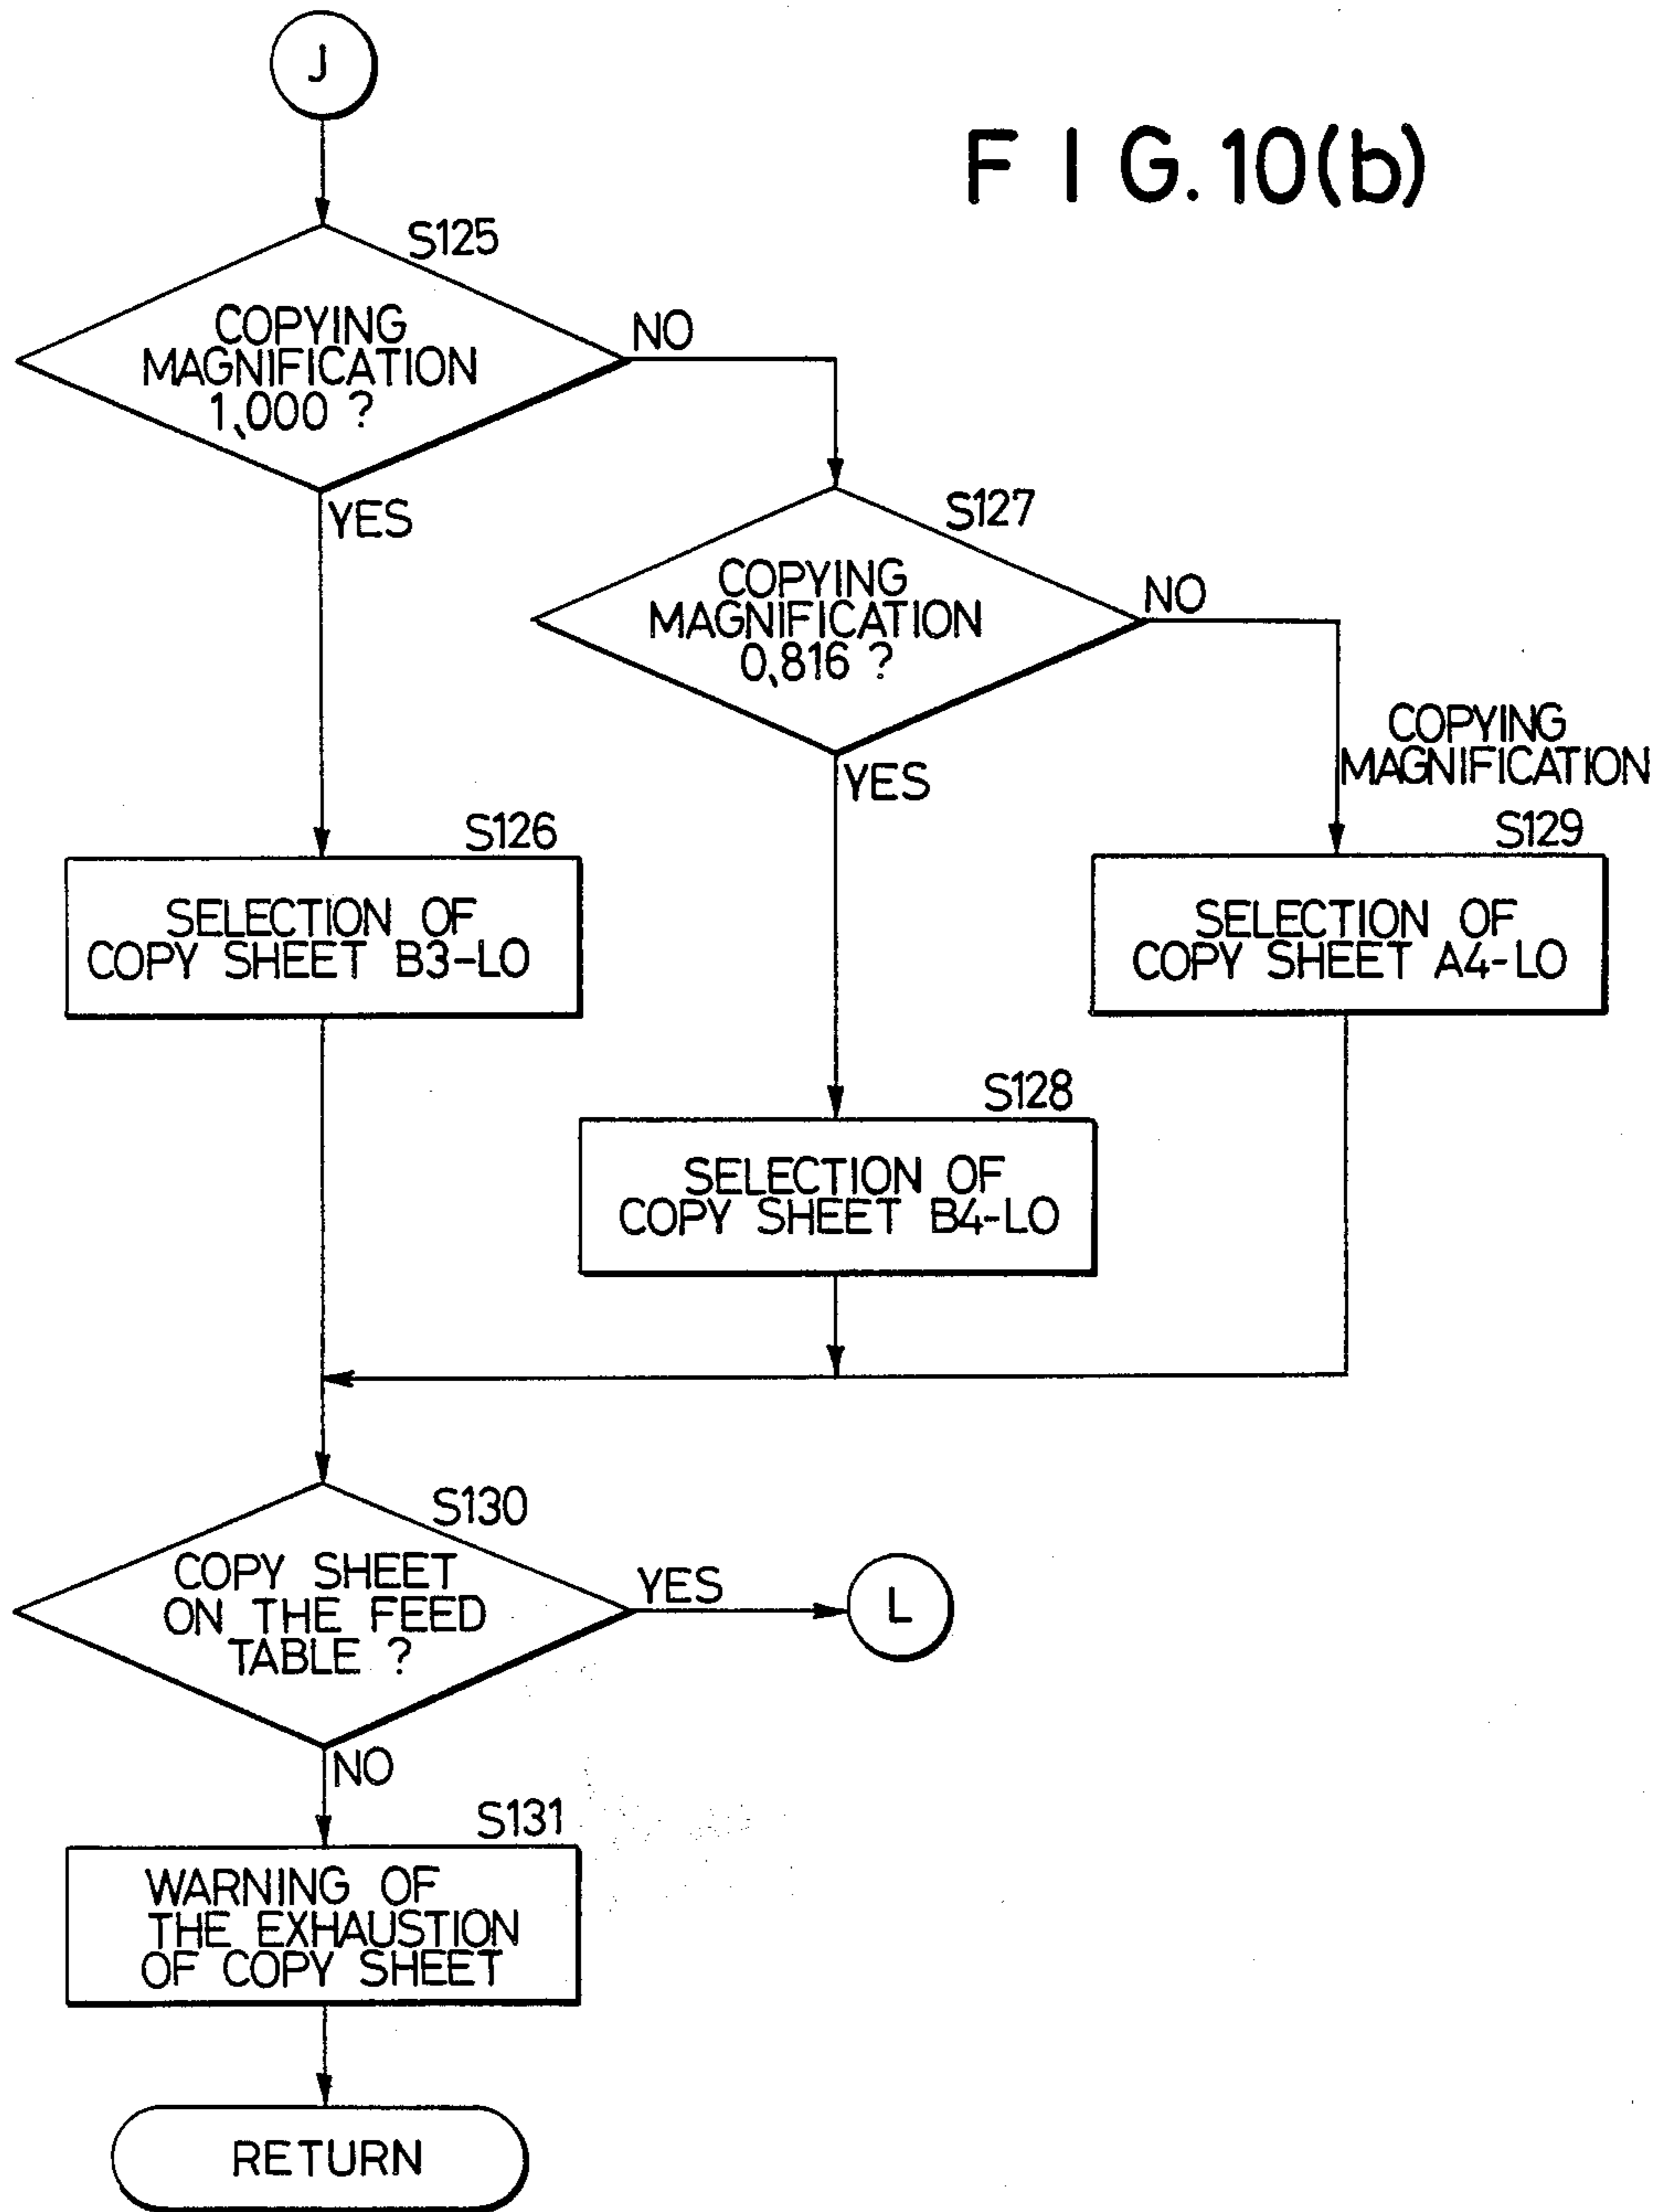 J
F I G. 10(b)
S125
COPYING
MAGNIFICATION
1,000 ?
NO
YES
S127
COPYING
MAGNIFICATION
0,816 ?
NO
YES
COPYING
MAGNIFICATION
S126
SELECTION OF
COPY SHEET B3-LO
S129
SELECTION OF
COPY SHEET A4-LO
S128
SELECTION OF
COPY SHEET B4-LO
S130
COPY SHEET
ON THE FEED
TABLE ?
YES
L
NO
S131
WARNING OF
THE EXHAUSTION
OF COPY SHEET
RETURN